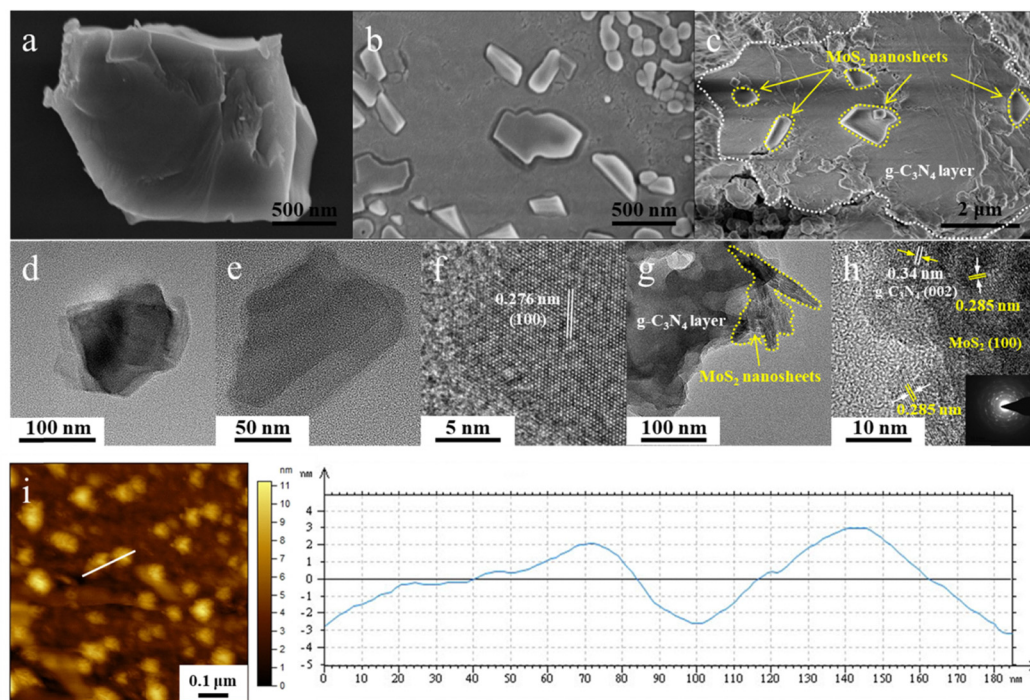 a
500 nm
b
500 nm
c
MoS₂ nanosheets
g-C₃N₄ layer
2 μm
d
100 nm
e
50 nm
f
0.276 nm
(100)
5 nm
g
g-C₃N₄ layer
MoS₂ nanosheets
100 nm
h
0.34 nm
g-C₃N₄ (002)
0.285 nm
MoS₂ (100)
0.285 nm
10 nm
i
0.1 μm
nm
11
10
9
8
7
6
5
4
3
2
1
0
nm
3
2
1
0
-1
-2
-3
-4
-5
0 10 20 30 40 50 60 70 80 90 100 110 120 130 140 150 160 170 180 nm